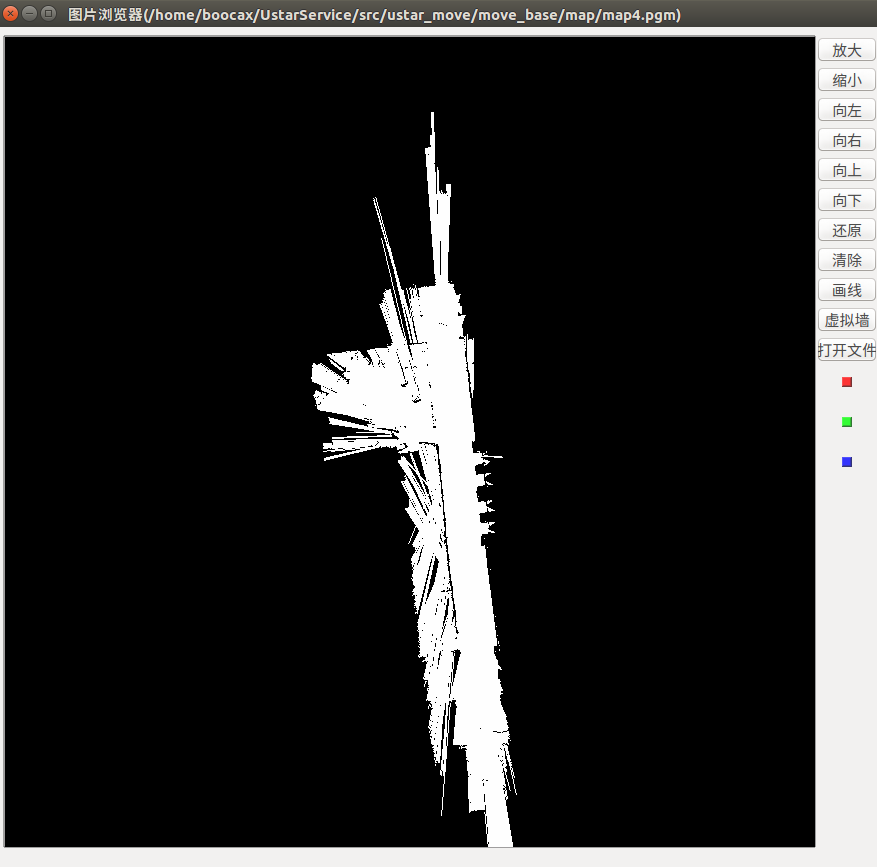 图片浏览器(/home/boocax/UstarService/src/ustar_move/move_base/map/map4.pgm)
放大
缩小
向左
向右
向上
向下
还原
清除
画线
虚拟墙
打开文件